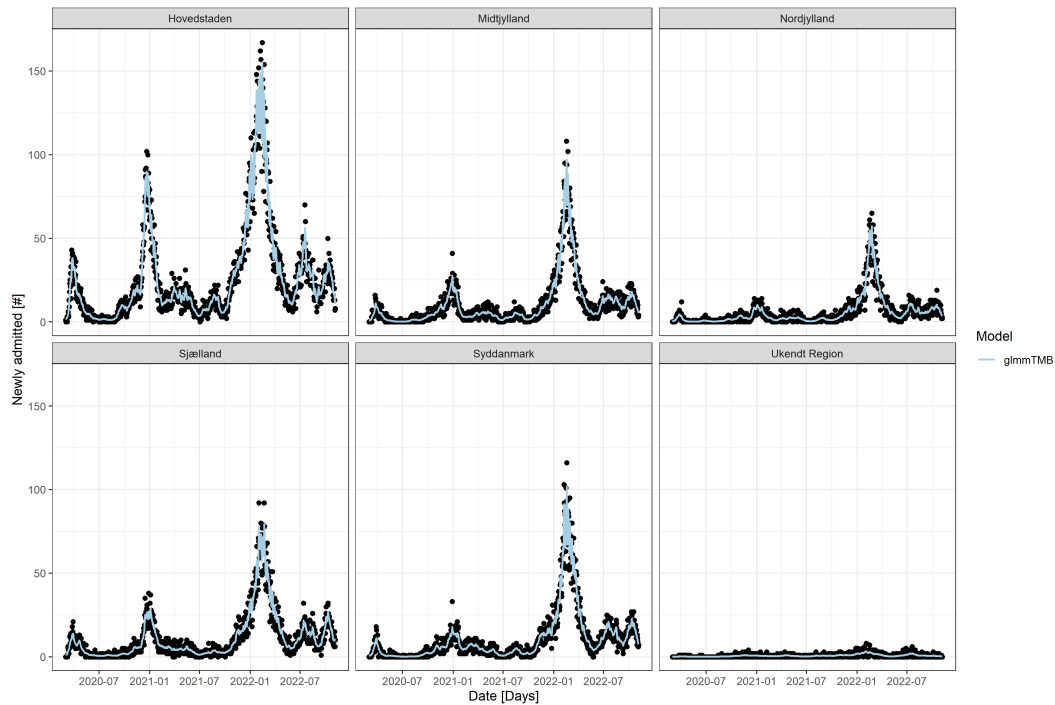 Hovedstaden
Midtjylland
Nordjylland
150
100
50
0
Sjælland
Syddanmark
Ukendt Region
150
100
50
0
2020-07 2021-01 2021-07 2022-01 2022-07
2020-07 2021-01 2021-07 2022-01 2022-07
2020-07 2021-01 2021-07 2022-01 2022-07
Date [Days]
Newly admitted [#]
Model
glmmTMB